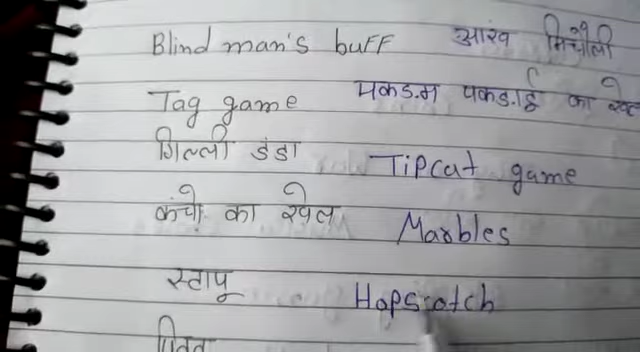 Blind man's buff आंख मिचौली
Tag game पकड़म पकड़ाई का खेल
गिल्ली डंडा Tipcat game
कंचो का खेल Marbles
स्टापू Hopscotch